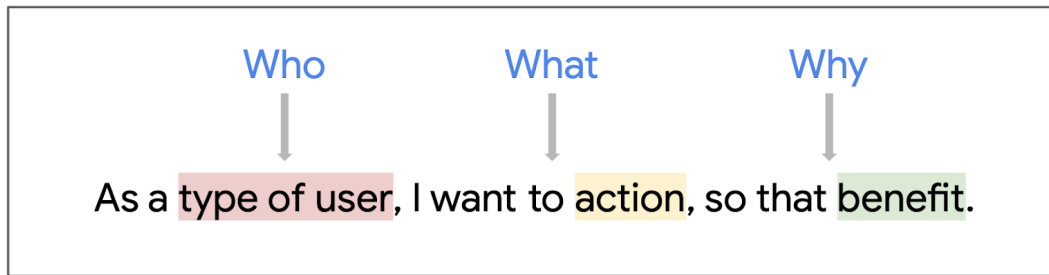 Who What Why
As a type of user, I want to action, so that benefit.